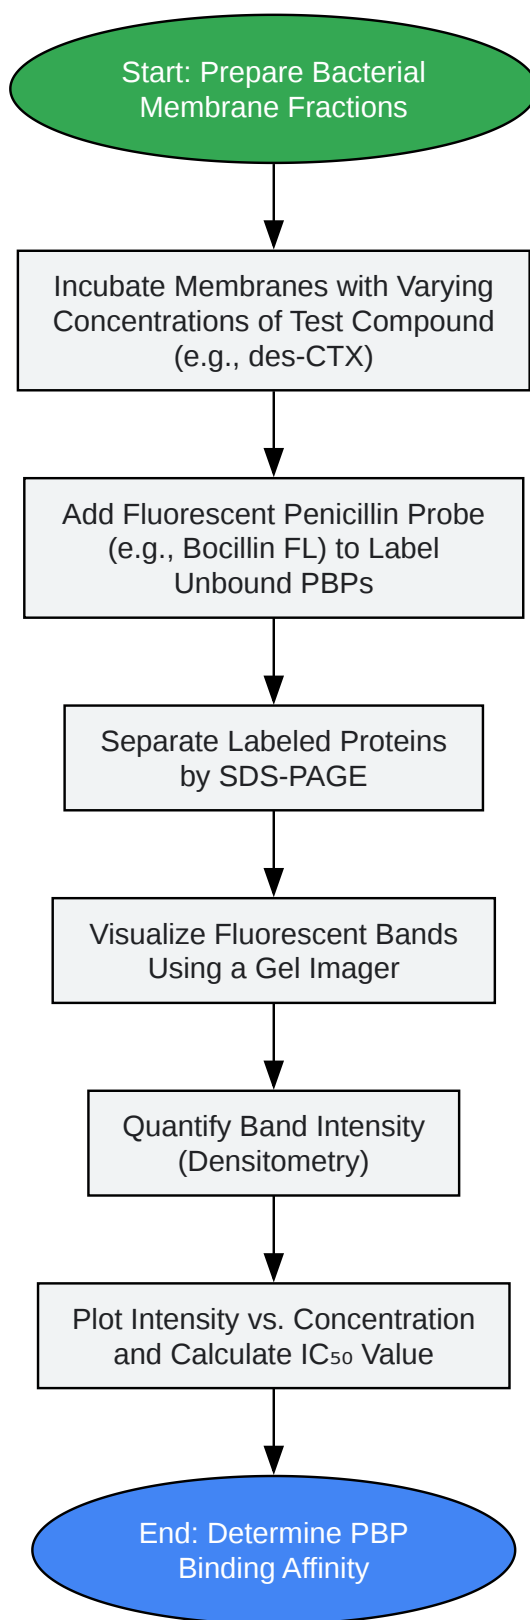 Start: Prepare Bacterial
Membrane Fractions
Incubate Membranes with Varying
Concentrations of Test Compound
(e.g., des-CTX)
Add Fluorescent Penicillin Probe
(e.g., Bocillin FL) to Label
Unbound PBPs
Separate Labeled Proteins
by SDS-PAGE
Visualize Fluorescent Bands
Using a Gel Imager
Quantify Band Intensity
(Densitometry)
Plot Intensity vs. Concentration
and Calculate IC₅₀ Value
End: Determine PBP
Binding Affinity